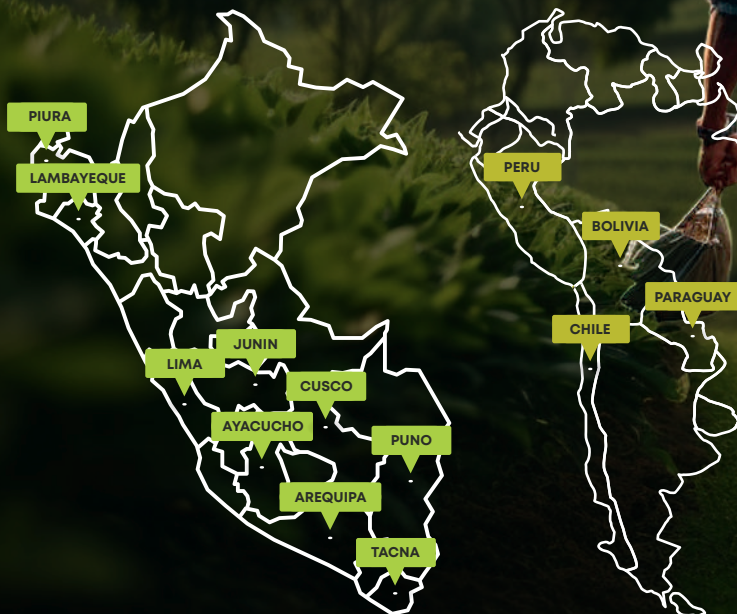 PIURA
LAMBAYEQUE
JUNIN
LIMA
CUSCO
AYACUCHO
PUNO
AREQUIPA
TACNA
PERU
BOLIVIA
PARAGUAY
CHILE